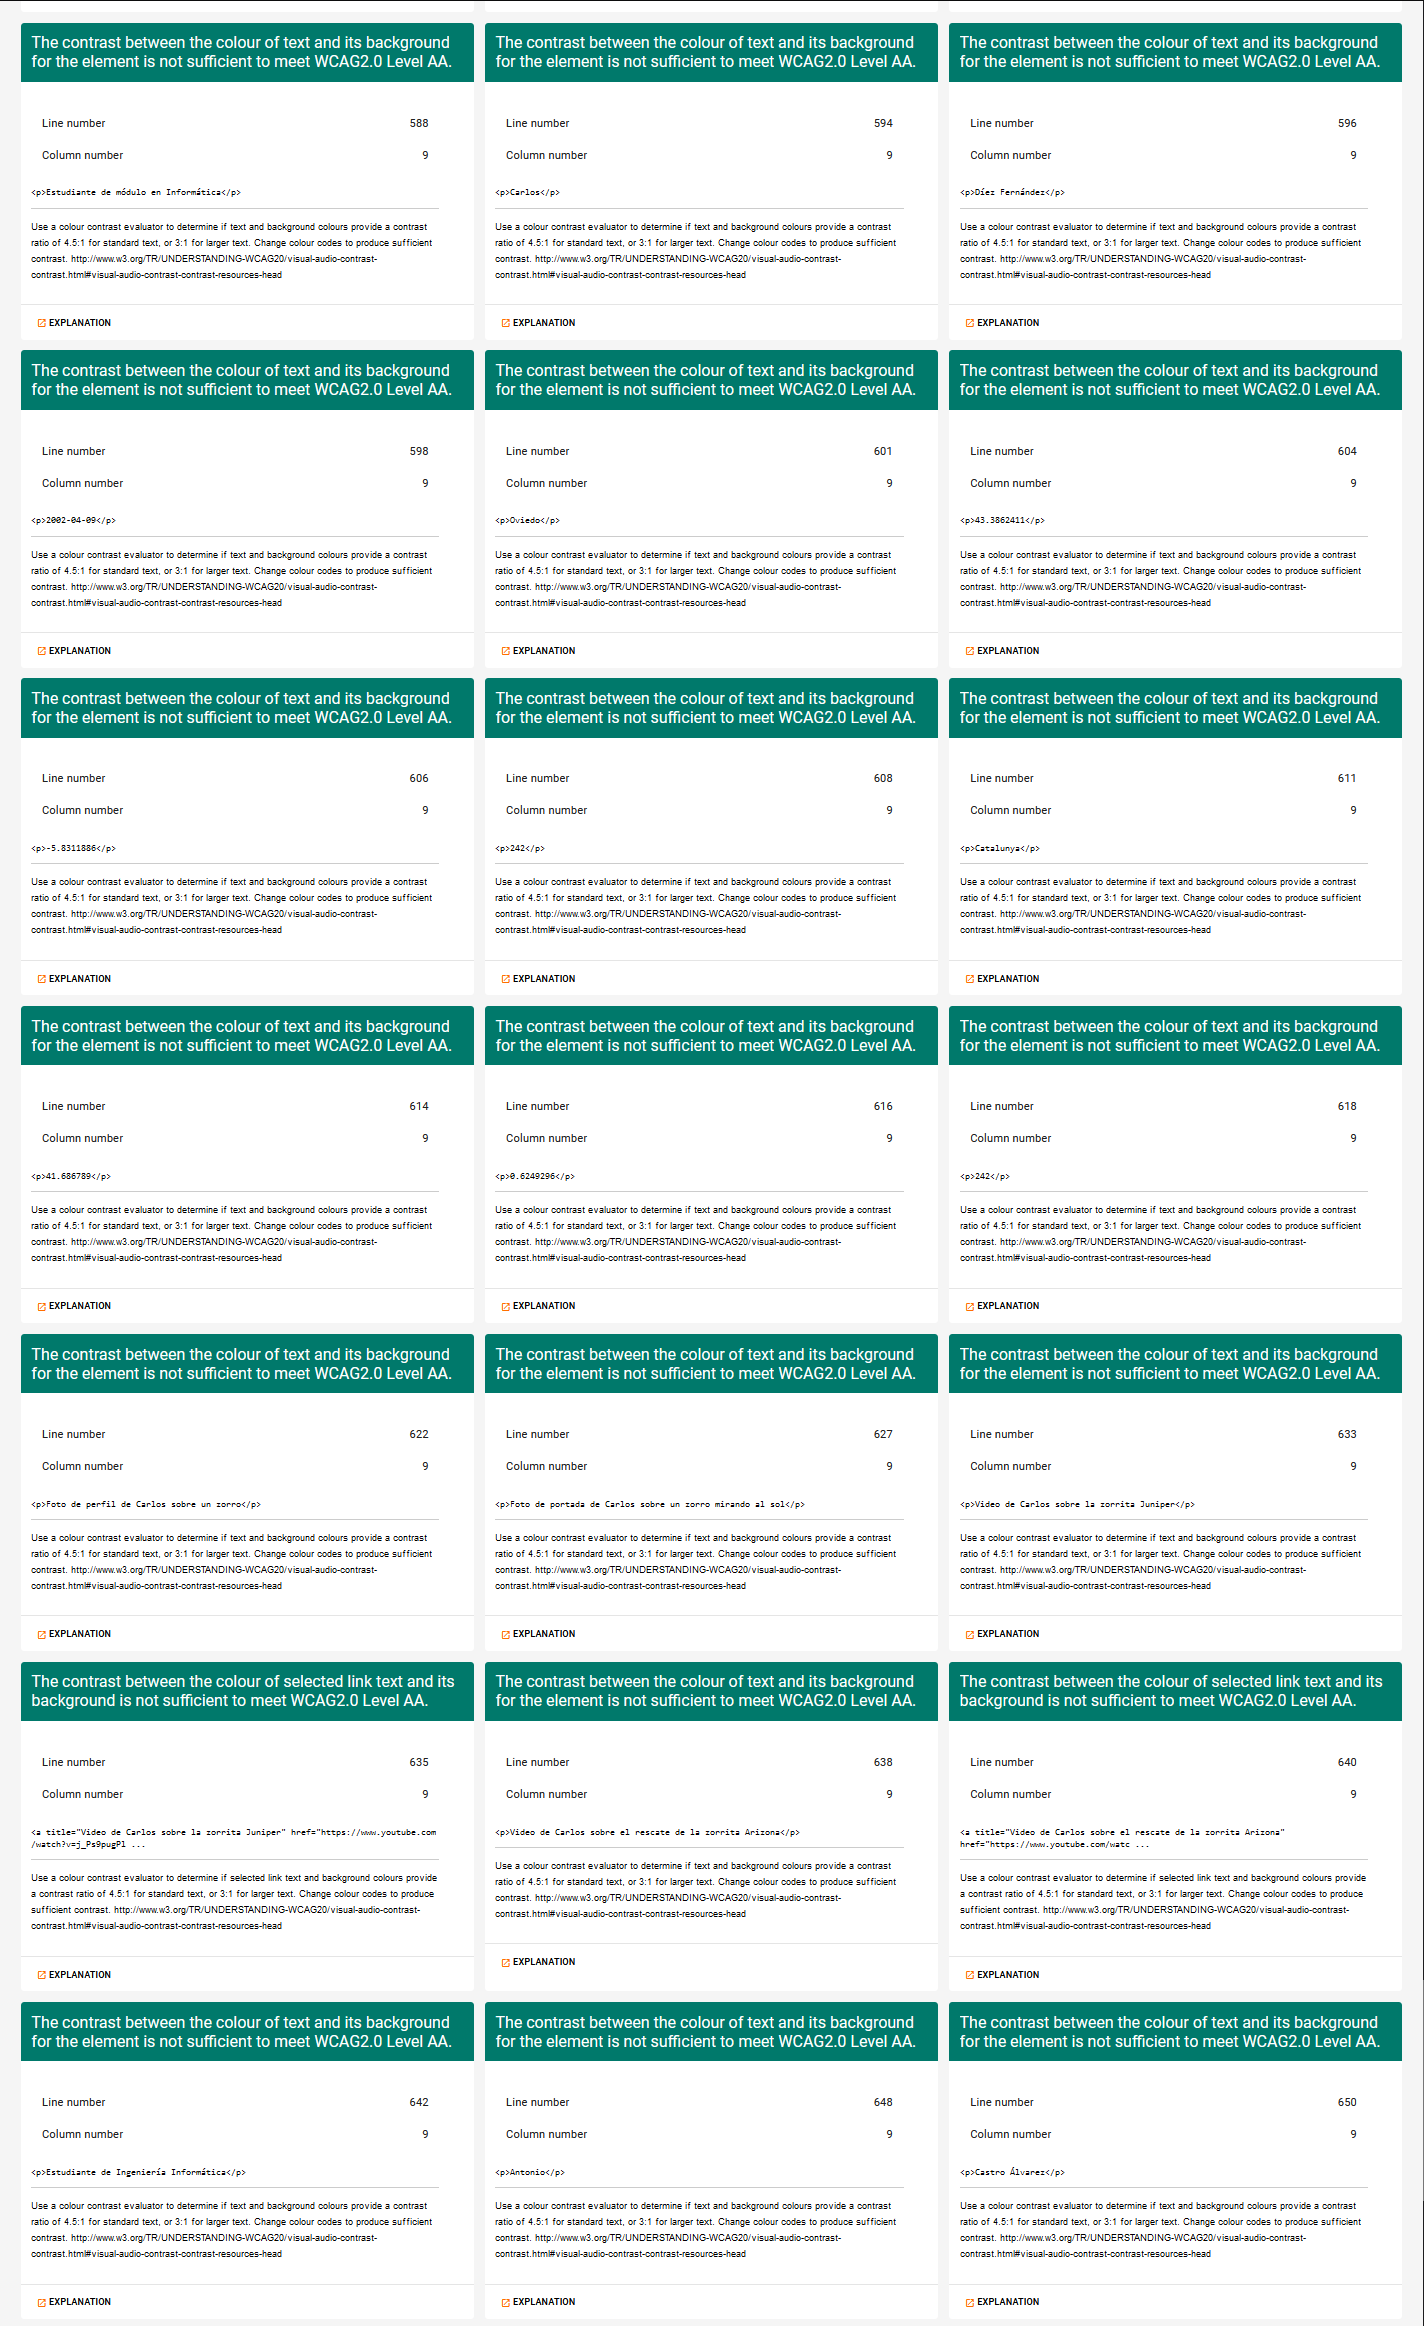 The contrast between the colour of text and its background
for the element is not sufficient to meet WCAG2.0 Level AA.
Line number 588
Column number 9
<p>Estudiante de módulo en Informática</p>
Use a colour contrast evaluator to determine if text and background colours provide a contrast
ratio of 4.5:1 for standard text, or 3:1 for larger text. Change colour codes to produce sufficient
contrast. http://www.w3.org/TR/UNDERSTANDING-WCAG20/visual-audio-contrast-
contrast.html#visual-audio-contrast-contrast-resources-head
EXPLANATION
The contrast between the colour of text and its background
for the element is not sufficient to meet WCAG2.0 Level AA.
Line number 594
Column number 9
<p>Carlos</p>
Use a colour contrast evaluator to determine if text and background colours provide a contrast
ratio of 4.5:1 for standard text, or 3:1 for larger text. Change colour codes to produce sufficient
contrast. http://www.w3.org/TR/UNDERSTANDING-WCAG20/visual-audio-contrast-
contrast.html#visual-audio-contrast-contrast-resources-head
EXPLANATION
The contrast between the colour of text and its background
for the element is not sufficient to meet WCAG2.0 Level AA.
Line number 596
Column number 9
<p>Díez Fernández</p>
Use a colour contrast evaluator to determine if text and background colours provide a contrast
ratio of 4.5:1 for standard text, or 3:1 for larger text. Change colour codes to produce sufficient
contrast. http://www.w3.org/TR/UNDERSTANDING-WCAG20/visual-audio-contrast-
contrast.html#visual-audio-contrast-contrast-resources-head
EXPLANATION
The contrast between the colour of text and its background
for the element is not sufficient to meet WCAG2.0 Level AA.
Line number 598
Column number 9
<p>2002-04-09</p>
Use a colour contrast evaluator to determine if text and background colours provide a contrast
ratio of 4.5:1 for standard text, or 3:1 for larger text. Change colour codes to produce sufficient
contrast. http://www.w3.org/TR/UNDERSTANDING-WCAG20/visual-audio-contrast-
contrast.html#visual-audio-contrast-contrast-resources-head
EXPLANATION
The contrast between the colour of text and its background
for the element is not sufficient to meet WCAG2.0 Level AA.
Line number 601
Column number 9
<p>Oviedo</p>
Use a colour contrast evaluator to determine if text and background colours provide a contrast
ratio of 4.5:1 for standard text, or 3:1 for larger text. Change colour codes to produce sufficient
contrast. http://www.w3.org/TR/UNDERSTANDING-WCAG20/visual-audio-contrast-
contrast.html#visual-audio-contrast-contrast-resources-head
EXPLANATION
The contrast between the colour of text and its background
for the element is not sufficient to meet WCAG2.0 Level AA.
Line number 604
Column number 9
<p>43.3862411</p>
Use a colour contrast evaluator to determine if text and background colours provide a contrast
ratio of 4.5:1 for standard text, or 3:1 for larger text. Change colour codes to produce sufficient
contrast. http://www.w3.org/TR/UNDERSTANDING-WCAG20/visual-audio-contrast-
contrast.html#visual-audio-contrast-contrast-resources-head
EXPLANATION
The contrast between the colour of text and its background
for the element is not sufficient to meet WCAG2.0 Level AA.
Line number 606
Column number 9
<p>-5.8311886</p>
Use a colour contrast evaluator to determine if text and background colours provide a contrast
ratio of 4.5:1 for standard text, or 3:1 for larger text. Change colour codes to produce sufficient
contrast. http://www.w3.org/TR/UNDERSTANDING-WCAG20/visual-audio-contrast-
contrast.html#visual-audio-contrast-contrast-resources-head
EXPLANATION
The contrast between the colour of text and its background
for the element is not sufficient to meet WCAG2.0 Level AA.
Line number 608
Column number 9
<p>242</p>
Use a colour contrast evaluator to determine if text and background colours provide a contrast
ratio of 4.5:1 for standard text, or 3:1 for larger text. Change colour codes to produce sufficient
contrast. http://www.w3.org/TR/UNDERSTANDING-WCAG20/visual-audio-contrast-
contrast.html#visual-audio-contrast-contrast-resources-head
EXPLANATION
The contrast between the colour of text and its background
for the element is not sufficient to meet WCAG2.0 Level AA.
Line number 611
Column number 9
<p>Catalunya</p>
Use a colour contrast evaluator to determine if text and background colours provide a contrast
ratio of 4.5:1 for standard text, or 3:1 for larger text. Change colour codes to produce sufficient
contrast. http://www.w3.org/TR/UNDERSTANDING-WCAG20/visual-audio-contrast-
contrast.html#visual-audio-contrast-contrast-resources-head
EXPLANATION
The contrast between the colour of text and its background
for the element is not sufficient to meet WCAG2.0 Level AA.
Line number 614
Column number 9
<p>41.686789</p>
Use a colour contrast evaluator to determine if text and background colours provide a contrast
ratio of 4.5:1 for standard text, or 3:1 for larger text. Change colour codes to produce sufficient
contrast. http://www.w3.org/TR/UNDERSTANDING-WCAG20/visual-audio-contrast-
contrast.html#visual-audio-contrast-contrast-resources-head
EXPLANATION
The contrast between the colour of text and its background
for the element is not sufficient to meet WCAG2.0 Level AA.
Line number 616
Column number 9
<p>0.6249296</p>
Use a colour contrast evaluator to determine if text and background colours provide a contrast
ratio of 4.5:1 for standard text, or 3:1 for larger text. Change colour codes to produce sufficient
contrast. http://www.w3.org/TR/UNDERSTANDING-WCAG20/visual-audio-contrast-
contrast.html#visual-audio-contrast-contrast-resources-head
EXPLANATION
The contrast between the colour of text and its background
for the element is not sufficient to meet WCAG2.0 Level AA.
Line number 618
Column number 9
<p>242</p>
Use a colour contrast evaluator to determine if text and background colours provide a contrast
ratio of 4.5:1 for standard text, or 3:1 for larger text. Change colour codes to produce sufficient
contrast. http://www.w3.org/TR/UNDERSTANDING-WCAG20/visual-audio-contrast-
contrast.html#visual-audio-contrast-contrast-resources-head
EXPLANATION
The contrast between the colour of text and its background
for the element is not sufficient to meet WCAG2.0 Level AA.
Line number 622
Column number 9
<p>Foto de perfil de Carlos sobre un zorro</p>
Use a colour contrast evaluator to determine if text and background colours provide a contrast
ratio of 4.5:1 for standard text, or 3:1 for larger text. Change colour codes to produce sufficient
contrast. http://www.w3.org/TR/UNDERSTANDING-WCAG20/visual-audio-contrast-
contrast.html#visual-audio-contrast-contrast-resources-head
EXPLANATION
The contrast between the colour of text and its background
for the element is not sufficient to meet WCAG2.0 Level AA.
Line number 627
Column number 9
<p>Foto de portada de Carlos sobre un zorro mirando al sol</p>
Use a colour contrast evaluator to determine if text and background colours provide a contrast
ratio of 4.5:1 for standard text, or 3:1 for larger text. Change colour codes to produce sufficient
contrast. http://www.w3.org/TR/UNDERSTANDING-WCAG20/visual-audio-contrast-
contrast.html#visual-audio-contrast-contrast-resources-head
EXPLANATION
The contrast between the colour of text and its background
for the element is not sufficient to meet WCAG2.0 Level AA.
Line number 633
Column number 9
<p>Video de Carlos sobre la zorrita Juniper</p>
Use a colour contrast evaluator to determine if text and background colours provide a contrast
ratio of 4.5:1 for standard text, or 3:1 for larger text. Change colour codes to produce sufficient
contrast. http://www.w3.org/TR/UNDERSTANDING-WCAG20/visual-audio-contrast-
contrast.html#visual-audio-contrast-contrast-resources-head
EXPLANATION
The contrast between the colour of selected link text and its
background is not sufficient to meet WCAG2.0 Level AA.
Line number 635
Column number 9
<a title="Video de Carlos sobre la zorrita Juniper" href="https://www.youtube.com
/watch?v=j_Ps9pugPl ...
Use a colour contrast evaluator to determine if selected link text and background colours provide
a contrast ratio of 4.5:1 for standard text, or 3:1 for larger text. Change colour codes to produce
sufficient contrast. http://www.w3.org/TR/UNDERSTANDING-WCAG20/visual-audio-contrast-
contrast.html#visual-audio-contrast-contrast-resources-head
EXPLANATION
The contrast between the colour of text and its background
for the element is not sufficient to meet WCAG2.0 Level AA.
Line number 638
Column number 9
<p>Video de Carlos sobre el rescate de la zorrita Arizona</p>
Use a colour contrast evaluator to determine if text and background colours provide a contrast
ratio of 4.5:1 for standard text, or 3:1 for larger text. Change colour codes to produce sufficient
contrast. http://www.w3.org/TR/UNDERSTANDING-WCAG20/visual-audio-contrast-
contrast.html#visual-audio-contrast-contrast-resources-head
EXPLANATION
The contrast between the colour of selected link text and its
background is not sufficient to meet WCAG2.0 Level AA.
Line number 640
Column number 9
<a title="Video de Carlos sobre el rescate de la zorrita Arizona"
href="https://www.youtube.com/watc ...
Use a colour contrast evaluator to determine if selected link text and background colours provide
a contrast ratio of 4.5:1 for standard text, or 3:1 for larger text. Change colour codes to produce
sufficient contrast. http://www.w3.org/TR/UNDERSTANDING-WCAG20/visual-audio-contrast-
contrast.html#visual-audio-contrast-contrast-resources-head
EXPLANATION
The contrast between the colour of text and its background
for the element is not sufficient to meet WCAG2.0 Level AA.
Line number 642
Column number 9
<p>Estudiante de Ingeniería Informática</p>
Use a colour contrast evaluator to determine if text and background colours provide a contrast
ratio of 4.5:1 for standard text, or 3:1 for larger text. Change colour codes to produce sufficient
contrast. http://www.w3.org/TR/UNDERSTANDING-WCAG20/visual-audio-contrast-
contrast.html#visual-audio-contrast-contrast-resources-head
EXPLANATION
The contrast between the colour of text and its background
for the element is not sufficient to meet WCAG2.0 Level AA.
Line number 648
Column number 9
<p>Antonio</p>
Use a colour contrast evaluator to determine if text and background colours provide a contrast
ratio of 4.5:1 for standard text, or 3:1 for larger text. Change colour codes to produce sufficient
contrast. http://www.w3.org/TR/UNDERSTANDING-WCAG20/visual-audio-contrast-
contrast.html#visual-audio-contrast-contrast-resources-head
EXPLANATION
The contrast between the colour of text and its background
for the element is not sufficient to meet WCAG2.0 Level AA.
Line number 650
Column number 9
<p>Castro Álvarez</p>
Use a colour contrast evaluator to determine if text and background colours provide a contrast
ratio of 4.5:1 for standard text, or 3:1 for larger text. Change colour codes to produce sufficient
contrast. http://www.w3.org/TR/UNDERSTANDING-WCAG20/visual-audio-contrast-
contrast.html#visual-audio-contrast-contrast-resources-head
EXPLANATION